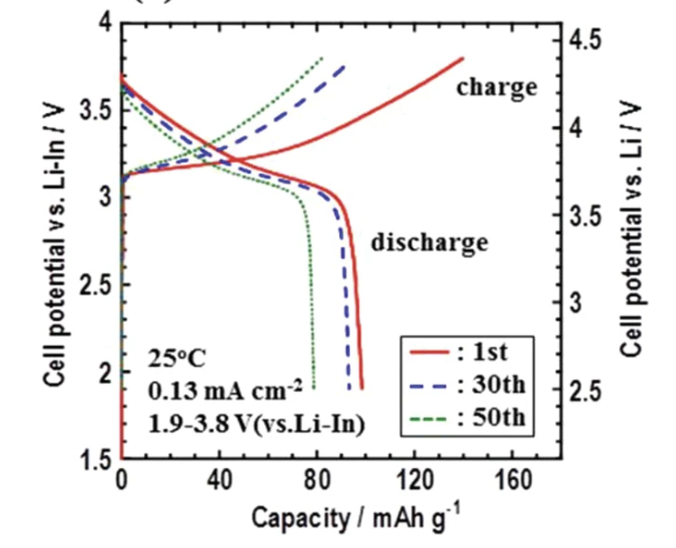 4
3.5
3
2.5
2
1.5
4.5
4
3.5
3
2.5
0
40
80
120
160
Cell potential vs. Li-In / V
Cell potential vs. Li / V
Capacity / mAh g-1
charge
discharge
25oC
0.13 mA cm-2
1.9-3.8 V(vs.Li-In)
: 1st
: 30th
: 50th